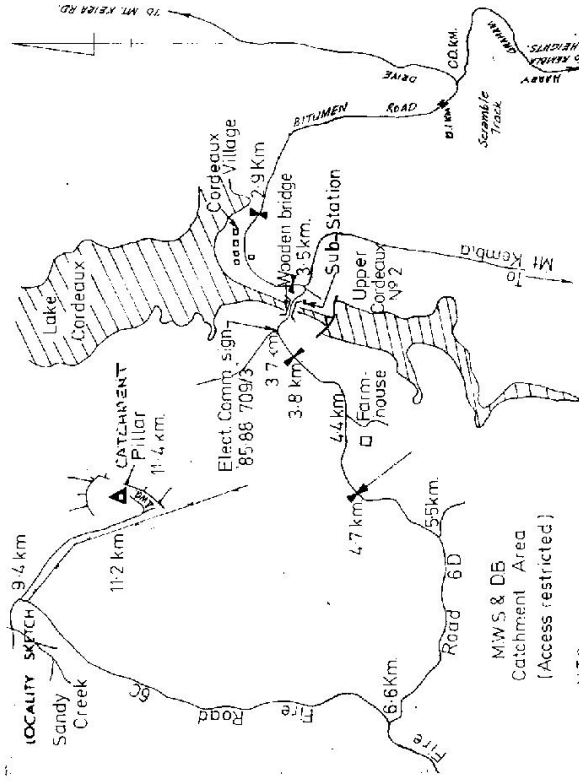 LOCALITY SKETCH
Sandy
Creek
9.4 km
11.2 km
CATCHMENT
Pillar
11.4 km.
Lake
Cordeaux
Cordeaux
Village
2.9 Km
Wooden bridge
3.5 km.
Sub-Station
Elect. Comm. sign
8588 709/3
3.7 km
3.8 km
Upper
Cordeaux
Nº 2
4.4 km
Farm-
house
4.7 km
5.5 km.
6.6 Km.
Fire Road 6C
Fire Road 6D
MWS & DB
Catchment Area
(Access restricted)
To
Mt Kembla
BITUMEN ROAD
0.1 KM
O.O.KM.
Scramble
Track
HARRY GRAHAM DRIVE
TO KEMBLA
HEIGHTS.
TO MT. KEIRA RD.